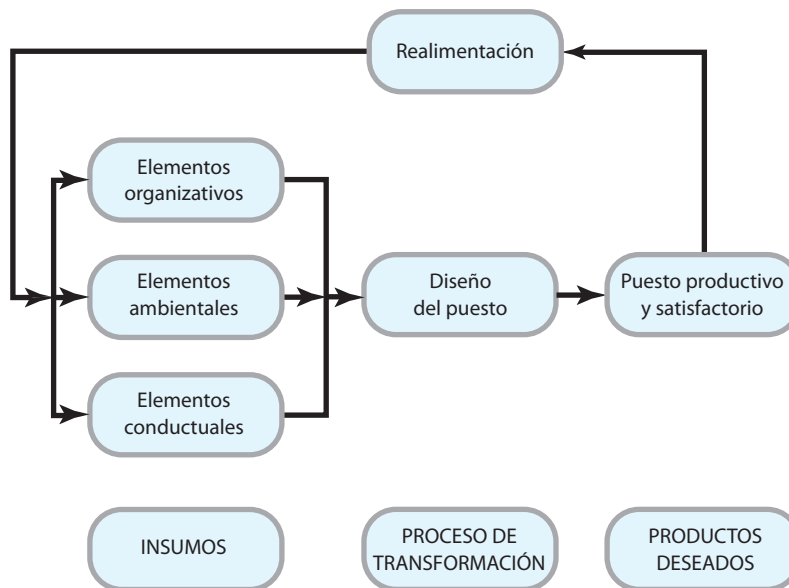 Realimentación
Elementos
organizativos
Elementos
ambientales
Diseño
del puesto
Puesto productivo
y satisfactorio
Elementos
conductuales
INSUMOS
PROCESO DE
TRANSFORMACIÓN
PRODUCTOS
DESEADOS